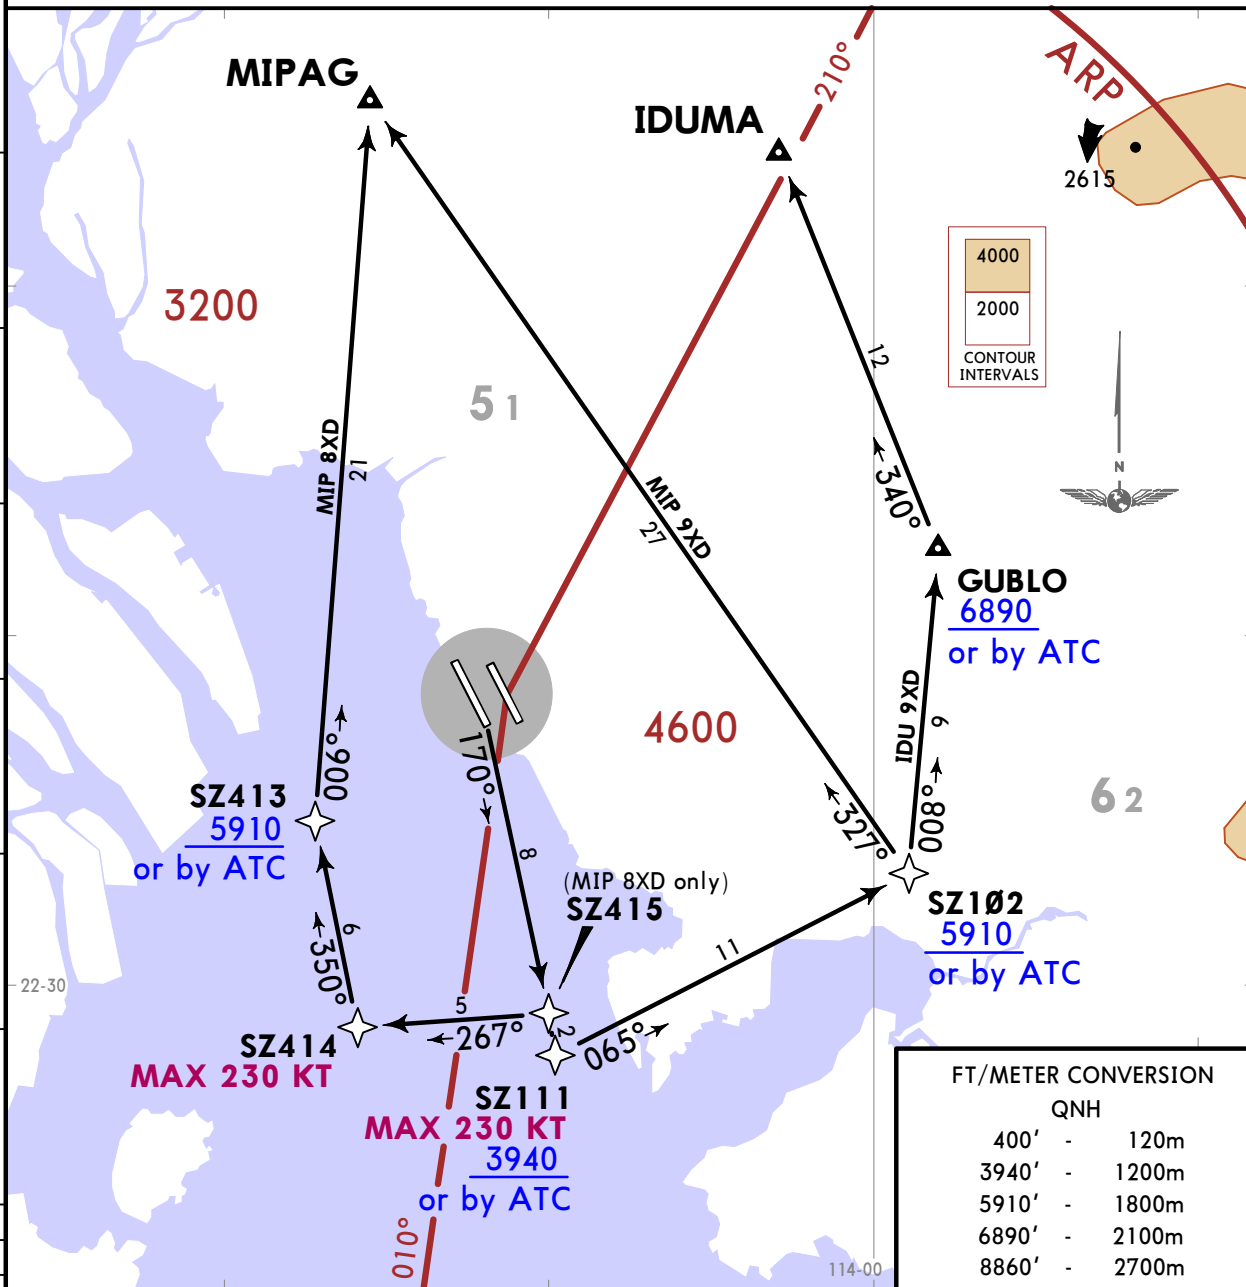 MIPAG
IDUMA
210°
ARP
2615
4000
2000
CONTOUR
INTERVALS
3200
5 1
12
MIP 8XD
21
MIP 9XD
27
340°
N
GUBLO
6890
or by ATC
IDU 9XD
9
4600
170°
006°
SZ413
5910
or by ATC
327°
008°
6 2
8
(MIP 8XD only)
SZ415
SZ1Ø2
5910
or by ATC
11
9
350°
22-30
5
267°
2
065°
SZ414
MAX 230 KT
SZ111
MAX 230 KT
3940
or by ATC
010°
114-00
FT/METER CONVERSION
QNH
400' - 120m
3940' - 1200m
5910' - 1800m
6890' - 2100m
8860' - 2700m